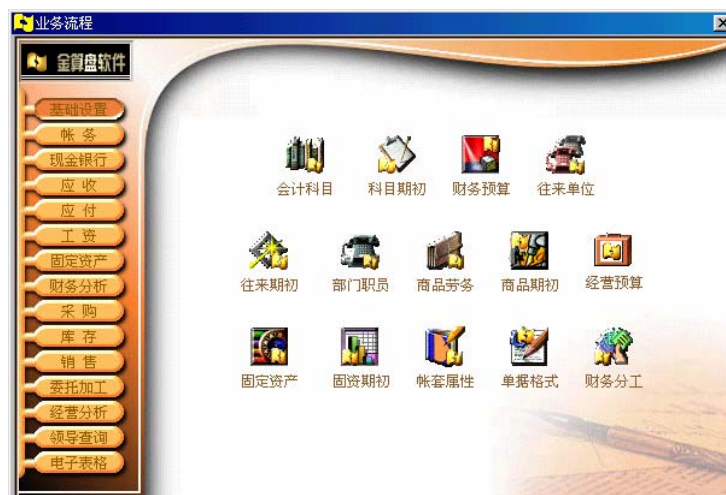 业务流程
金算盘软件
基础设置
帐 务
现金银行
应 收
应 付
工 资
固定资产
财务分析
采 购
库 存
销 售
委托加工
经营分析
领导查询
电子表格
会计科目 科目期初 财务预算 往来单位
往来期初 部门职员 商品劳务 商品期初 经营预算
固定资产 固资期初 帐套属性 单据格式 财务分工